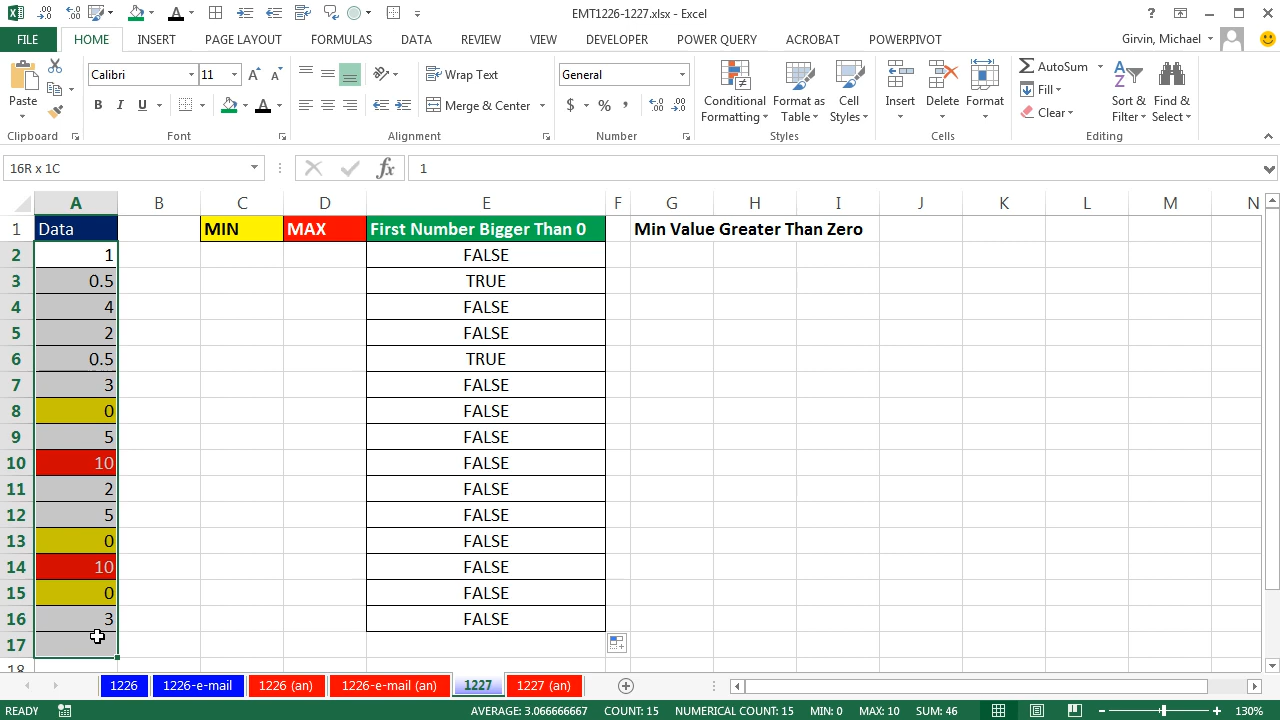 EMT1226-1227.xlsx - Excel
FILE HOME INSERT PAGE LAYOUT FORMULAS DATA REVIEW VIEW DEVELOPER POWER QUERY ACROBAT POWERPIVOT Girvin, Michael
Calibri 11 Wrap Text General AutoSum
Fill
Paste B I U Merge & Center $ % , Conditional Formatting Format as Table Cell Styles Insert Delete Format Clear Sort & Filter Find & Select
Clipboard Font Alignment Number Styles Cells Editing
16R x 1C fx 1
A B C D E F G H I J K L M N
1 Data MIN MAX First Number Bigger Than 0 Min Value Greater Than Zero
2 1 FALSE
3 0.5 TRUE
4 4 FALSE
5 2 FALSE
6 0.5 TRUE
7 3 FALSE
8 0 FALSE
9 5 FALSE
10 10 FALSE
11 2 FALSE
12 5 FALSE
13 0 FALSE
14 10 FALSE
15 0 FALSE
16 3 FALSE
17
18
1226 1226-e-mail 1226 (an) 1226-e-mail (an) 1227 1227 (an)
READY AVERAGE: 3.066666667 COUNT: 15 NUMERICAL COUNT: 15 MIN: 0 MAX: 10 SUM: 46 130%